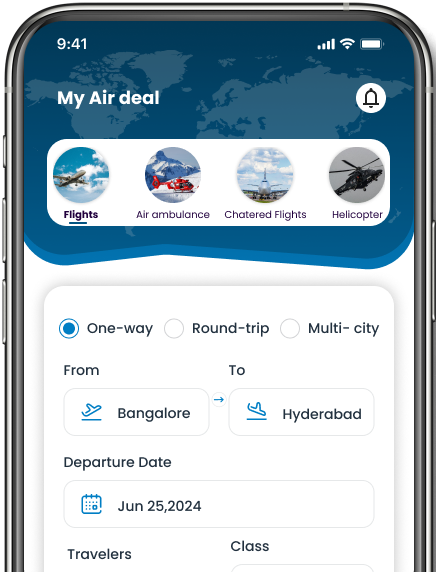 9:41
My Air deal
Flights Air ambulance Chatered Flights Helicopter
One-way Round-trip Multi- city
From To
Bangalore → Hyderabad
Departure Date
Jun 25,2024
Travelers Class